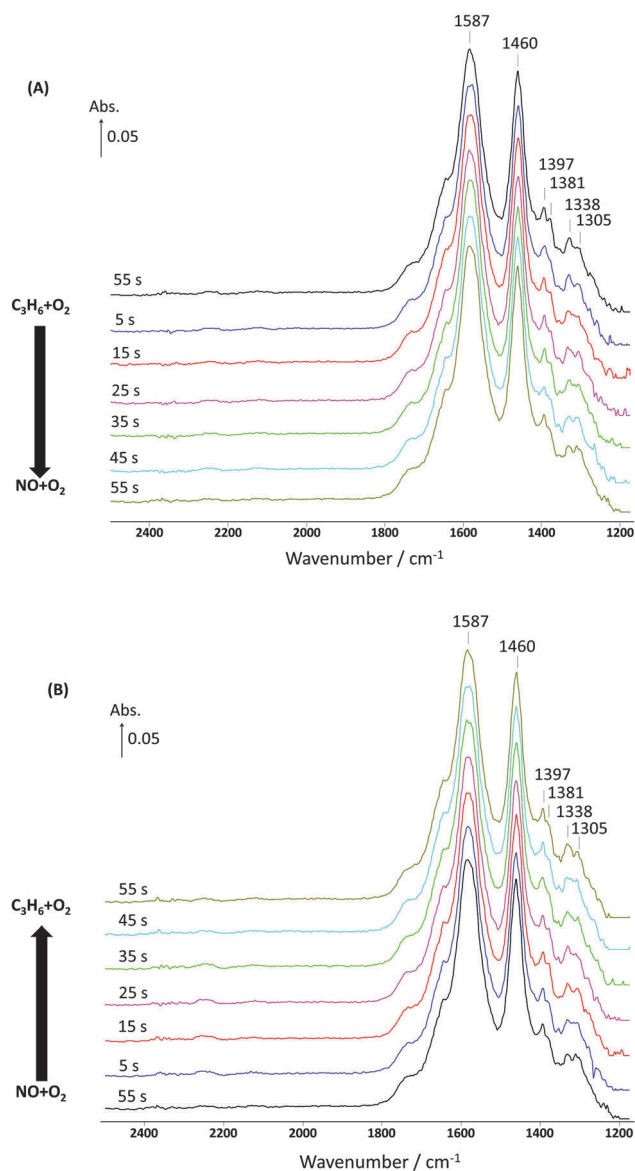 1587
1460
(A)
Abs.
0.05
1397
1381
1338
1305
55 s
C₃H₆+O₂
5 s
15 s
25 s
35 s
45 s
NO+O₂
55 s
2400 2200 2000 1800 1600 1400 1200
Wavenumber / cm⁻¹
1587
1460
(B)
Abs.
0.05
1397
1381
1338
1305
55 s
C₃H₆+O₂
45 s
35 s
25 s
15 s
5 s
NO+O₂
55 s
2400 2200 2000 1800 1600 1400 1200
Wavenumber / cm⁻¹